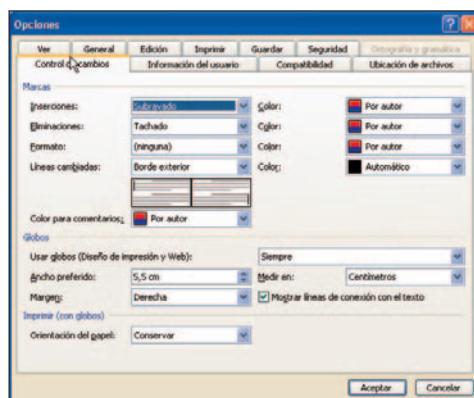 Opciones
Ver General Edición Imprimir Guardar Seguridad Ortografía y gramática
Control de cambios Información del usuario Compatibilidad Ubicación de archivos
Marcas
Inserciones: Subrayado Color: Por autor
Eliminaciones: Tachado Color: Por autor
Formato: (ninguna) Color: Por autor
Líneas cambiadas: Borde exterior Color: Automático
Color para comentarios: Por autor
Globos
Usar globos (Diseño de impresión y Web): Siempre
Ancho preferido: 5,5 cm Medir en: Centímetros
Margen: Derecha Mostrar líneas de conexión con el texto
Imprimir (con globos)
Orientación del papel: Conservar
Aceptar Cancelar